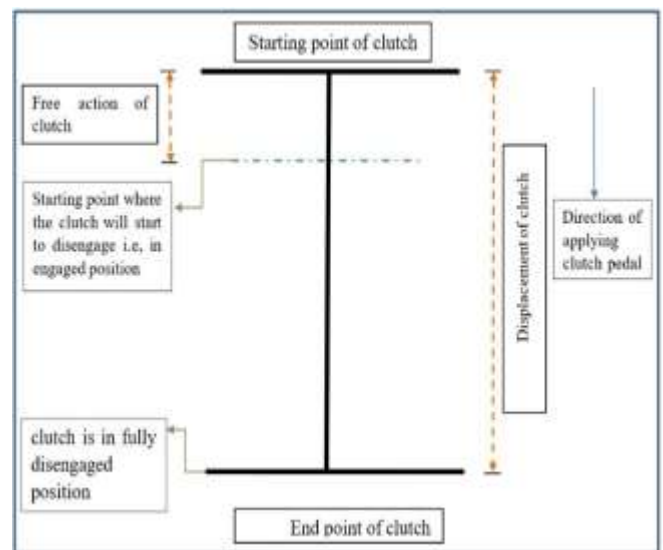 Starting point of clutch
Free action of
clutch
Starting point where
the clutch will start
to disengage i.e, in
engaged position
Displacement of clutch
Direction of
applying
clutch pedal
clutch is in fully
disengaged
position
End point of clutch